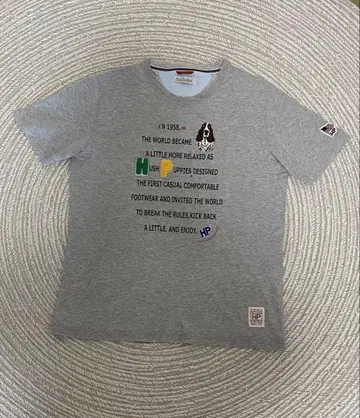 IN 1958,
THE WORLD BECAME
A LITTLE MORE RELAXED AS
HUSH PUPPIES DESIGNED
THE FIRST CASUAL COMFORTABLE
FOOTWEAR AND INVITED THE WORLD
TO BREAK THE RULES,KICK BACK
A LITTLE, AND ENJOY.
HP
HP